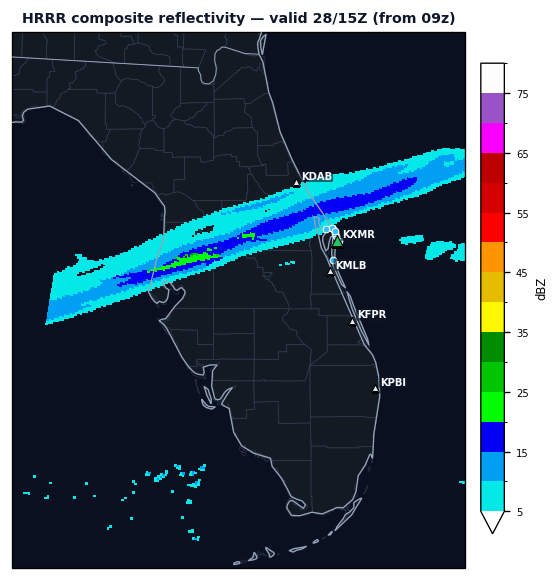 HRRR composite reflectivity — valid 28/15Z (from 09z)
KDAB
KXMR
KMLB
KFPR
KPBI
75
65
55
45
35
25
15
5
dBZ